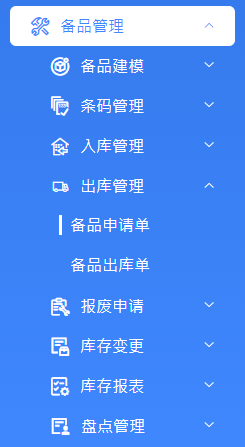 备品管理
备品建模
条码管理
入库管理
出库管理
备品申请单
备品出库单
报废申请
库存变更
库存报表
盘点管理